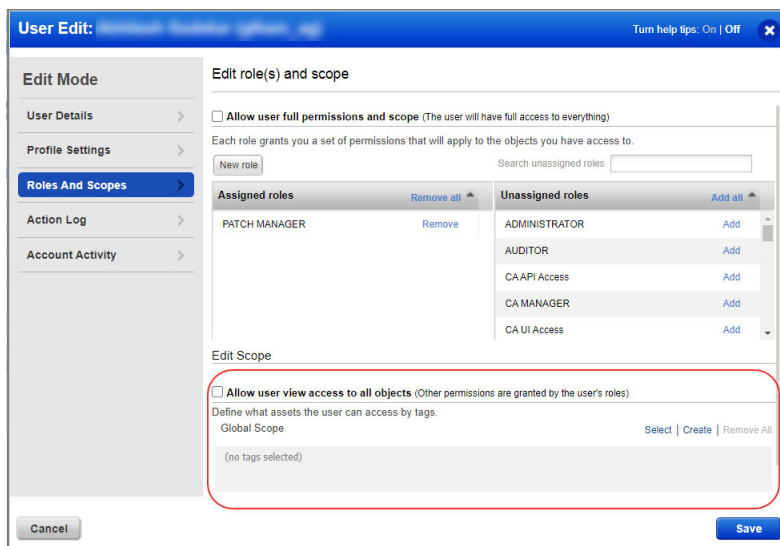 User Edit:
Turn help tips: On | Off
Edit Mode
User Details
Profile Settings
Roles And Scopes
Action Log
Account Activity
Edit role(s) and scope
Allow user full permissions and scope (The user will have full access to everything)
Each role grants you a set of permissions that will apply to the objects you have access to.
New role
Search unassigned roles
Assigned roles Remove all
PATCH MANAGER Remove
Unassigned roles Add all
ADMINISTRATOR Add
AUDITOR Add
CA API Access Add
CA MANAGER Add
CA UI Access Add
Edit Scope
Allow user view access to all objects (Other permissions are granted by the user's roles)
Define what assets the user can access by tags.
Global Scope
Select | Create | Remove All
(no tags selected)
Cancel
Save